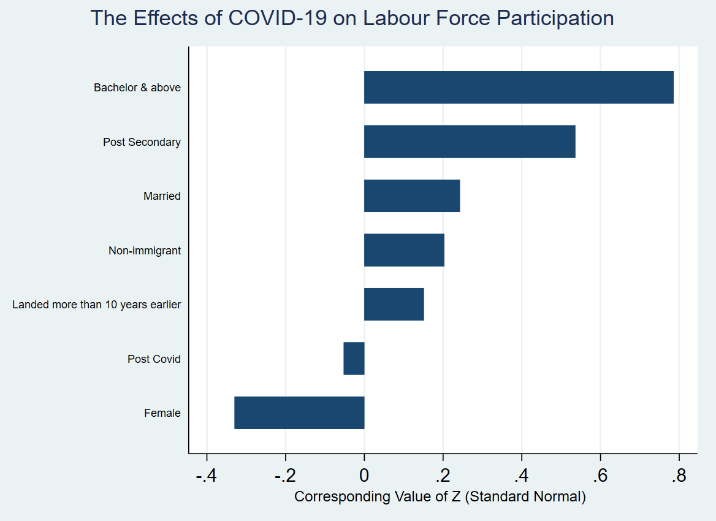 The Effects of COVID-19 on Labour Force Participation
Bachelor & above
Post Secondary
Married
Non-immigrant
Landed more than 10 years earlier
Post Covid
Female
-.4 -.2 0 .2 .4 .6 .8
Corresponding Value of Z (Standard Normal)